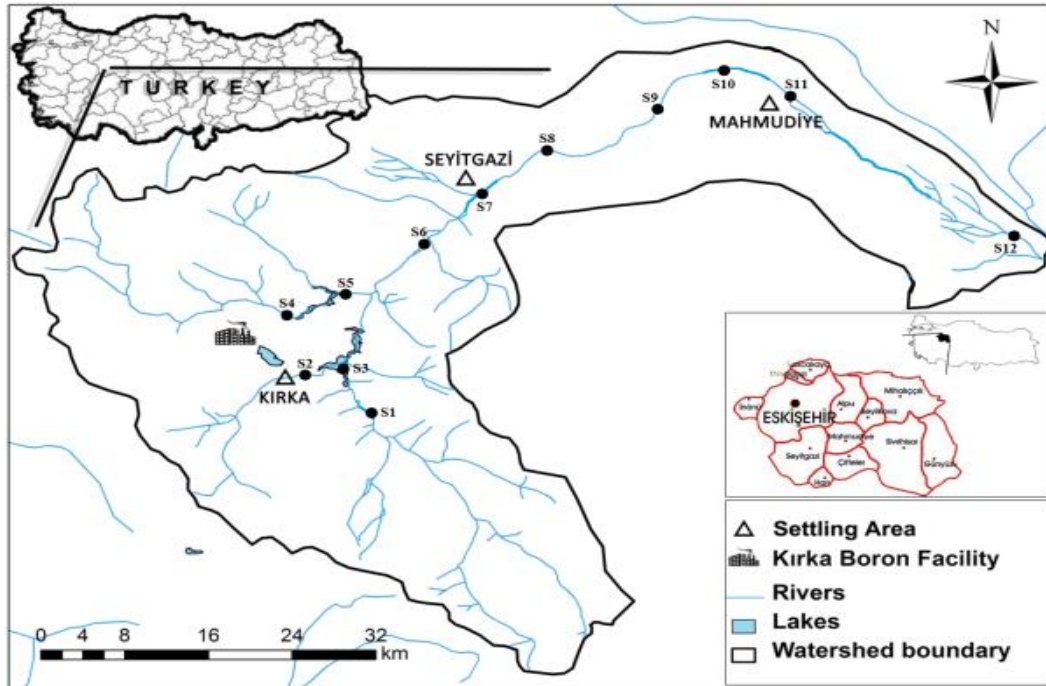 TURKEY
N
S10
S11
S9
MAHMUDİYE
S8
SEYİTGAZİ
S7
S6
S12
S5
S4
S2
S3
KIRKA
S1
ESKİŞEHİR
Alpu
Mihalıççık
Mahmudiye
Seyitgazi
Çifteler
Sivrihisar
Günyüzü
Settling Area
Kırka Boron Facility
Rivers
Lakes
Watershed boundary
0 4 8 16 24 32
km